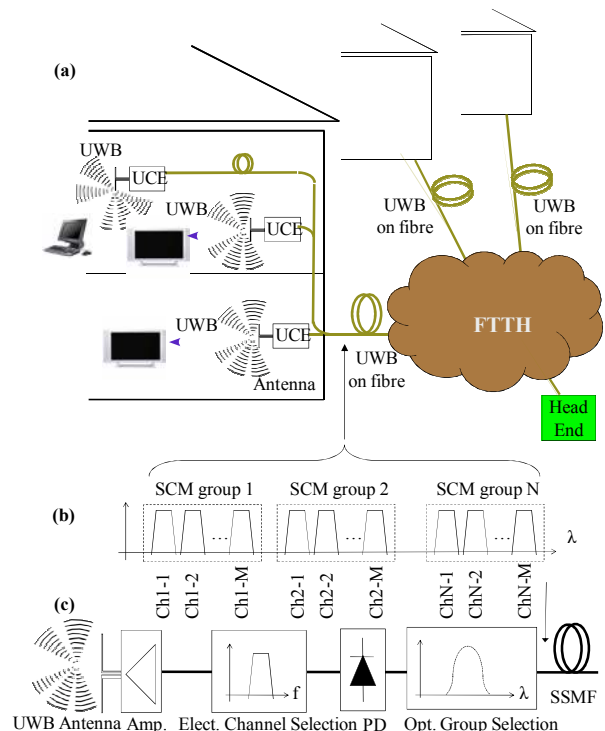 (a)
UWB
UCE
UWB
UCE
UWB
on fibre
UWB
on fibre
UWB
UCE
Antenna
UWB
on fibre
FTTH
Head
End
SCM group 1
SCM group 2
SCM group N
(b)
...
...
...
λ
Ch1-1
Ch1-2
Ch1-M
Ch2-1
Ch2-2
Ch2-M
ChN-1
ChN-2
ChN-M
(c)
f
λ
SSMF
UWB Antenna
Amp.
Elect. Channel Selection
PD
Opt. Group Selection